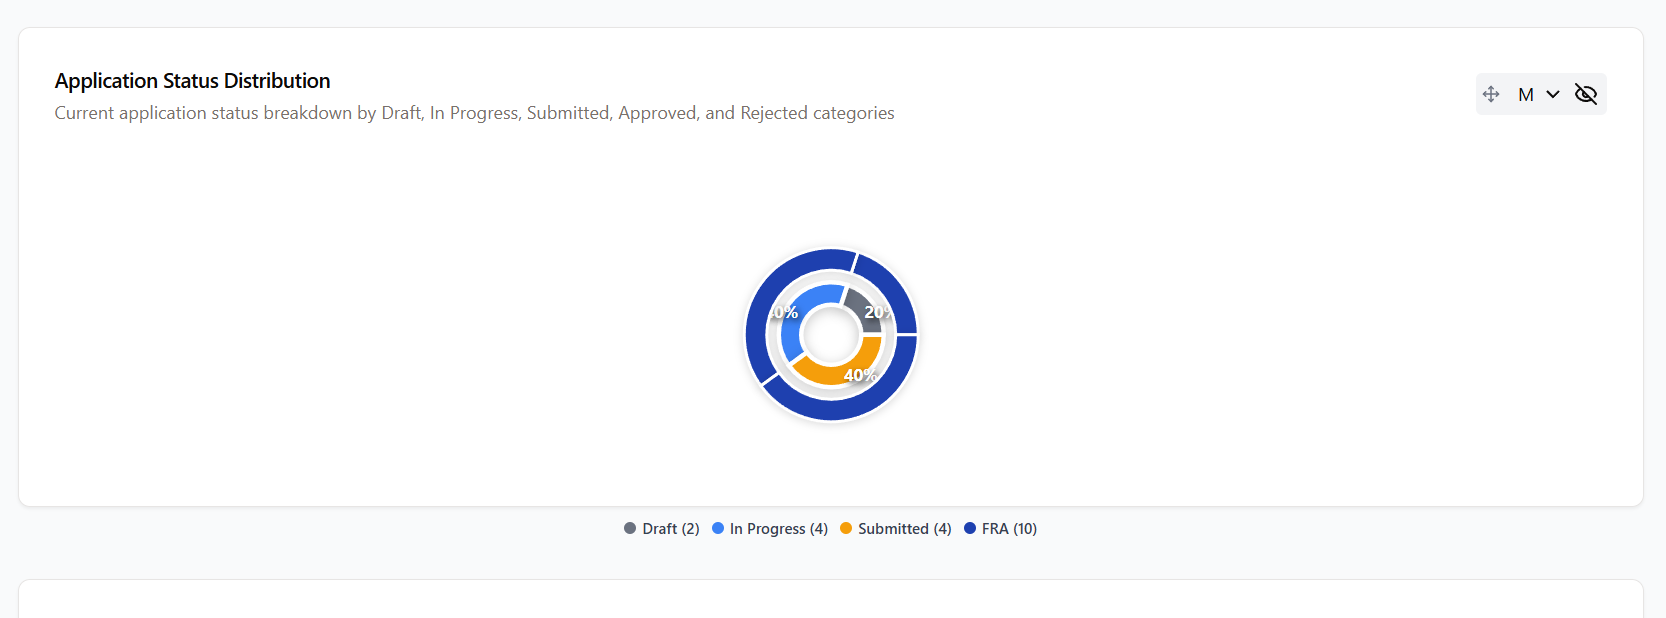 Application Status Distribution
M
Current application status breakdown by Draft, In Progress, Submitted, Approved, and Rejected categories
20%
40%
Draft (2) In Progress (4) Submitted (4) FRA (10)